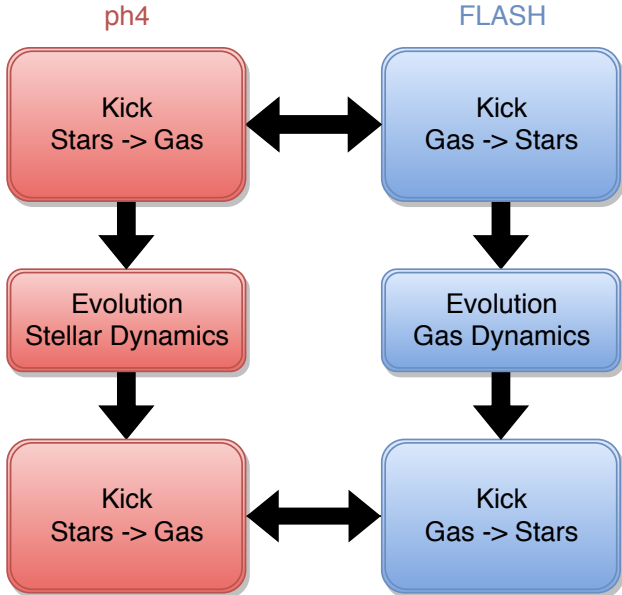 ph4
FLASH
Kick
Stars -> Gas
Kick
Gas -> Stars
Evolution
Stellar Dynamics
Evolution
Gas Dynamics
Kick
Stars -> Gas
Kick
Gas -> Stars